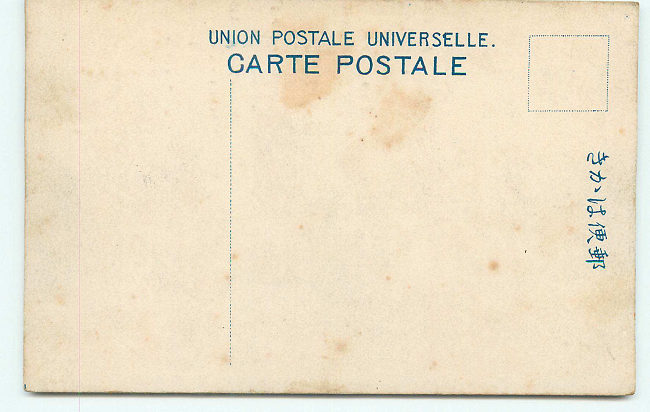 UNION POSTALE UNIVERSELLE.
CARTE POSTALE
きかは便郵